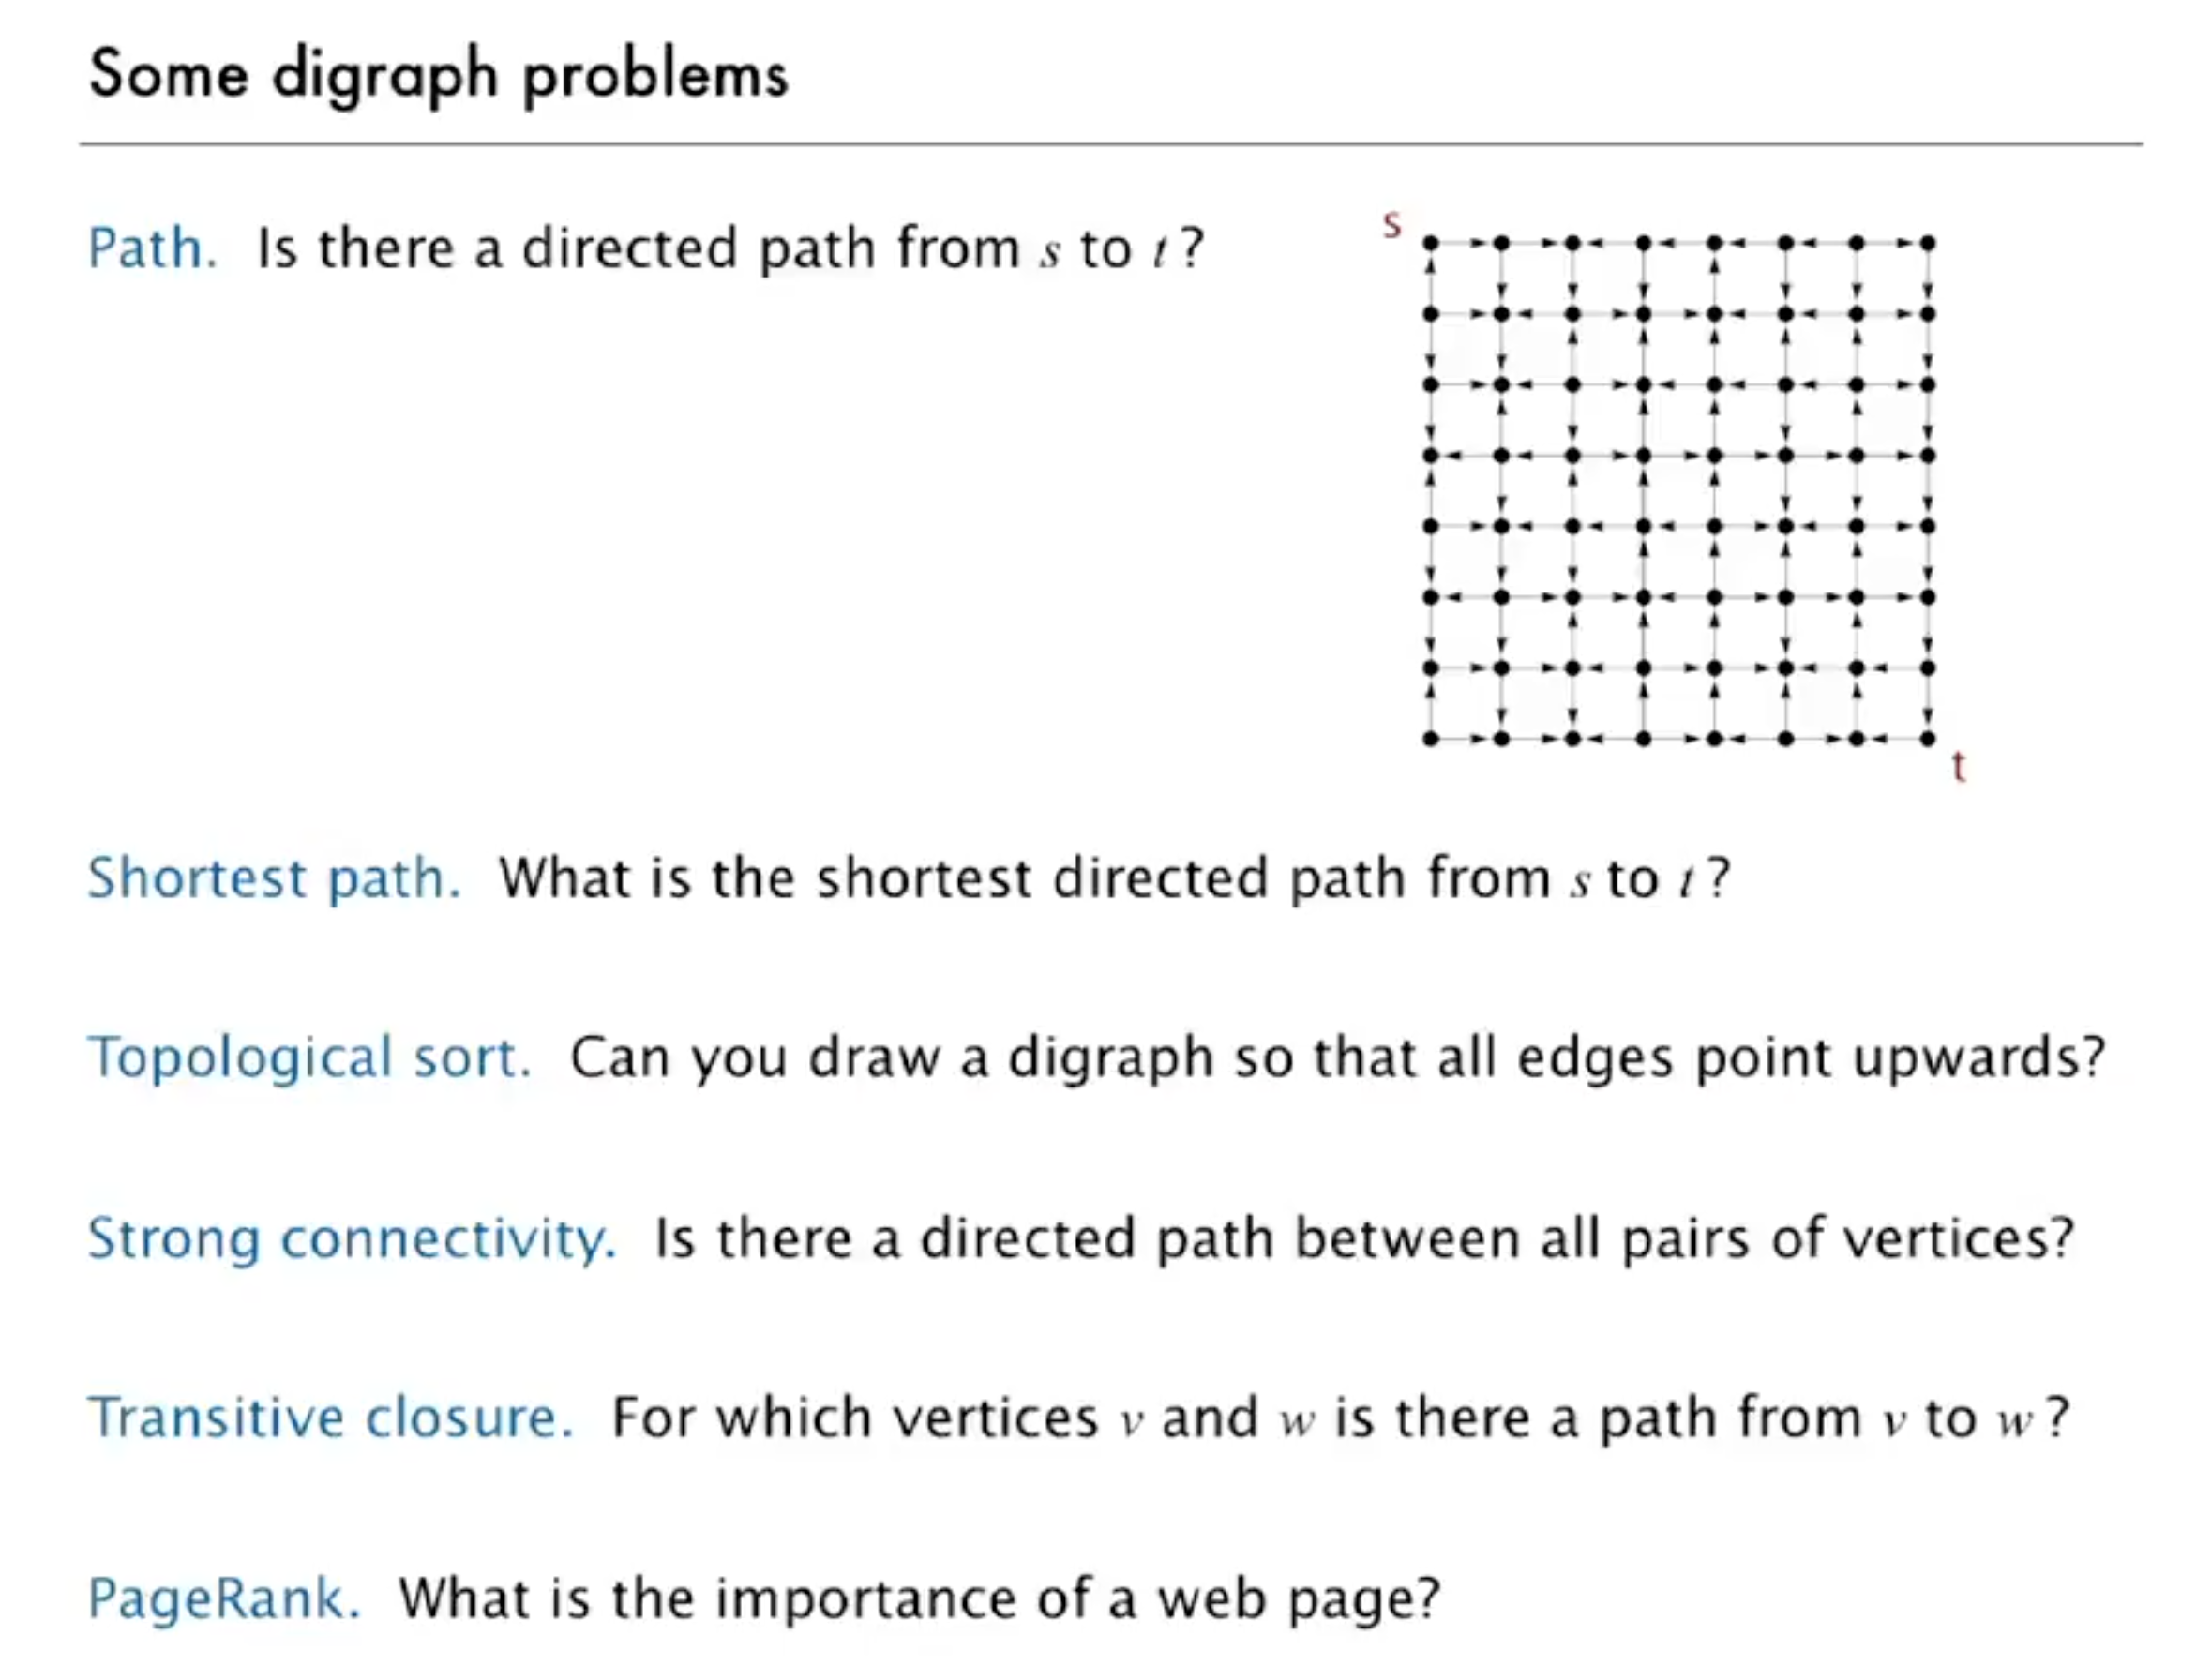 Some digraph problems
Path. Is there a directed path from s to t ?
s
t
Shortest path. What is the shortest directed path from s to t ?
Topological sort. Can you draw a digraph so that all edges point upwards?
Strong connectivity. Is there a directed path between all pairs of vertices?
Transitive closure. For which vertices v and w is there a path from v to w ?
PageRank. What is the importance of a web page?